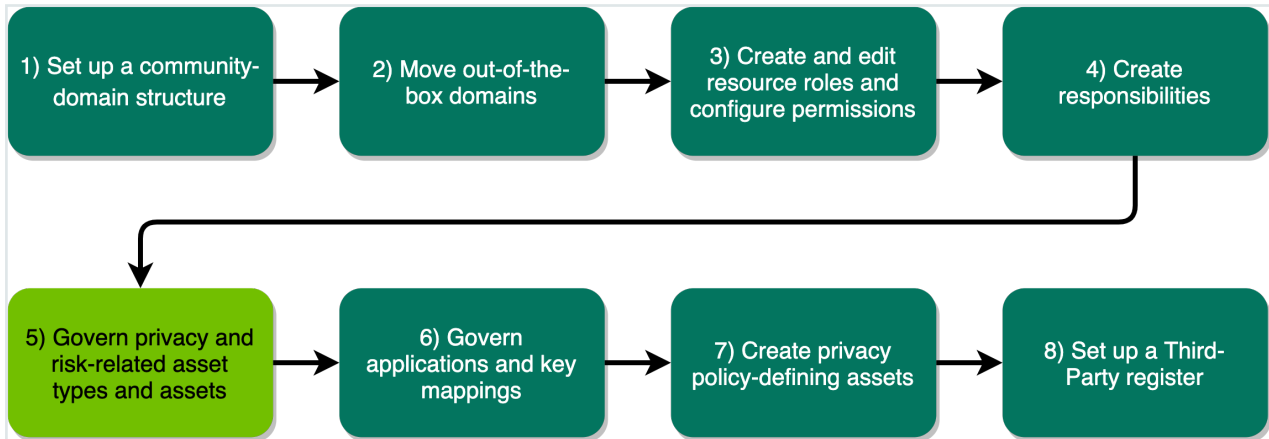 1) Set up a community-
domain structure
2) Move out-of-the-
box domains
3) Create and edit
resource roles and
configure permissions
4) Create
responsibilities
5) Govern privacy and
risk-related asset
types and assets
6) Govern
applications and key
mappings
7) Create privacy
policy-defining assets
8) Set up a Third-
Party register